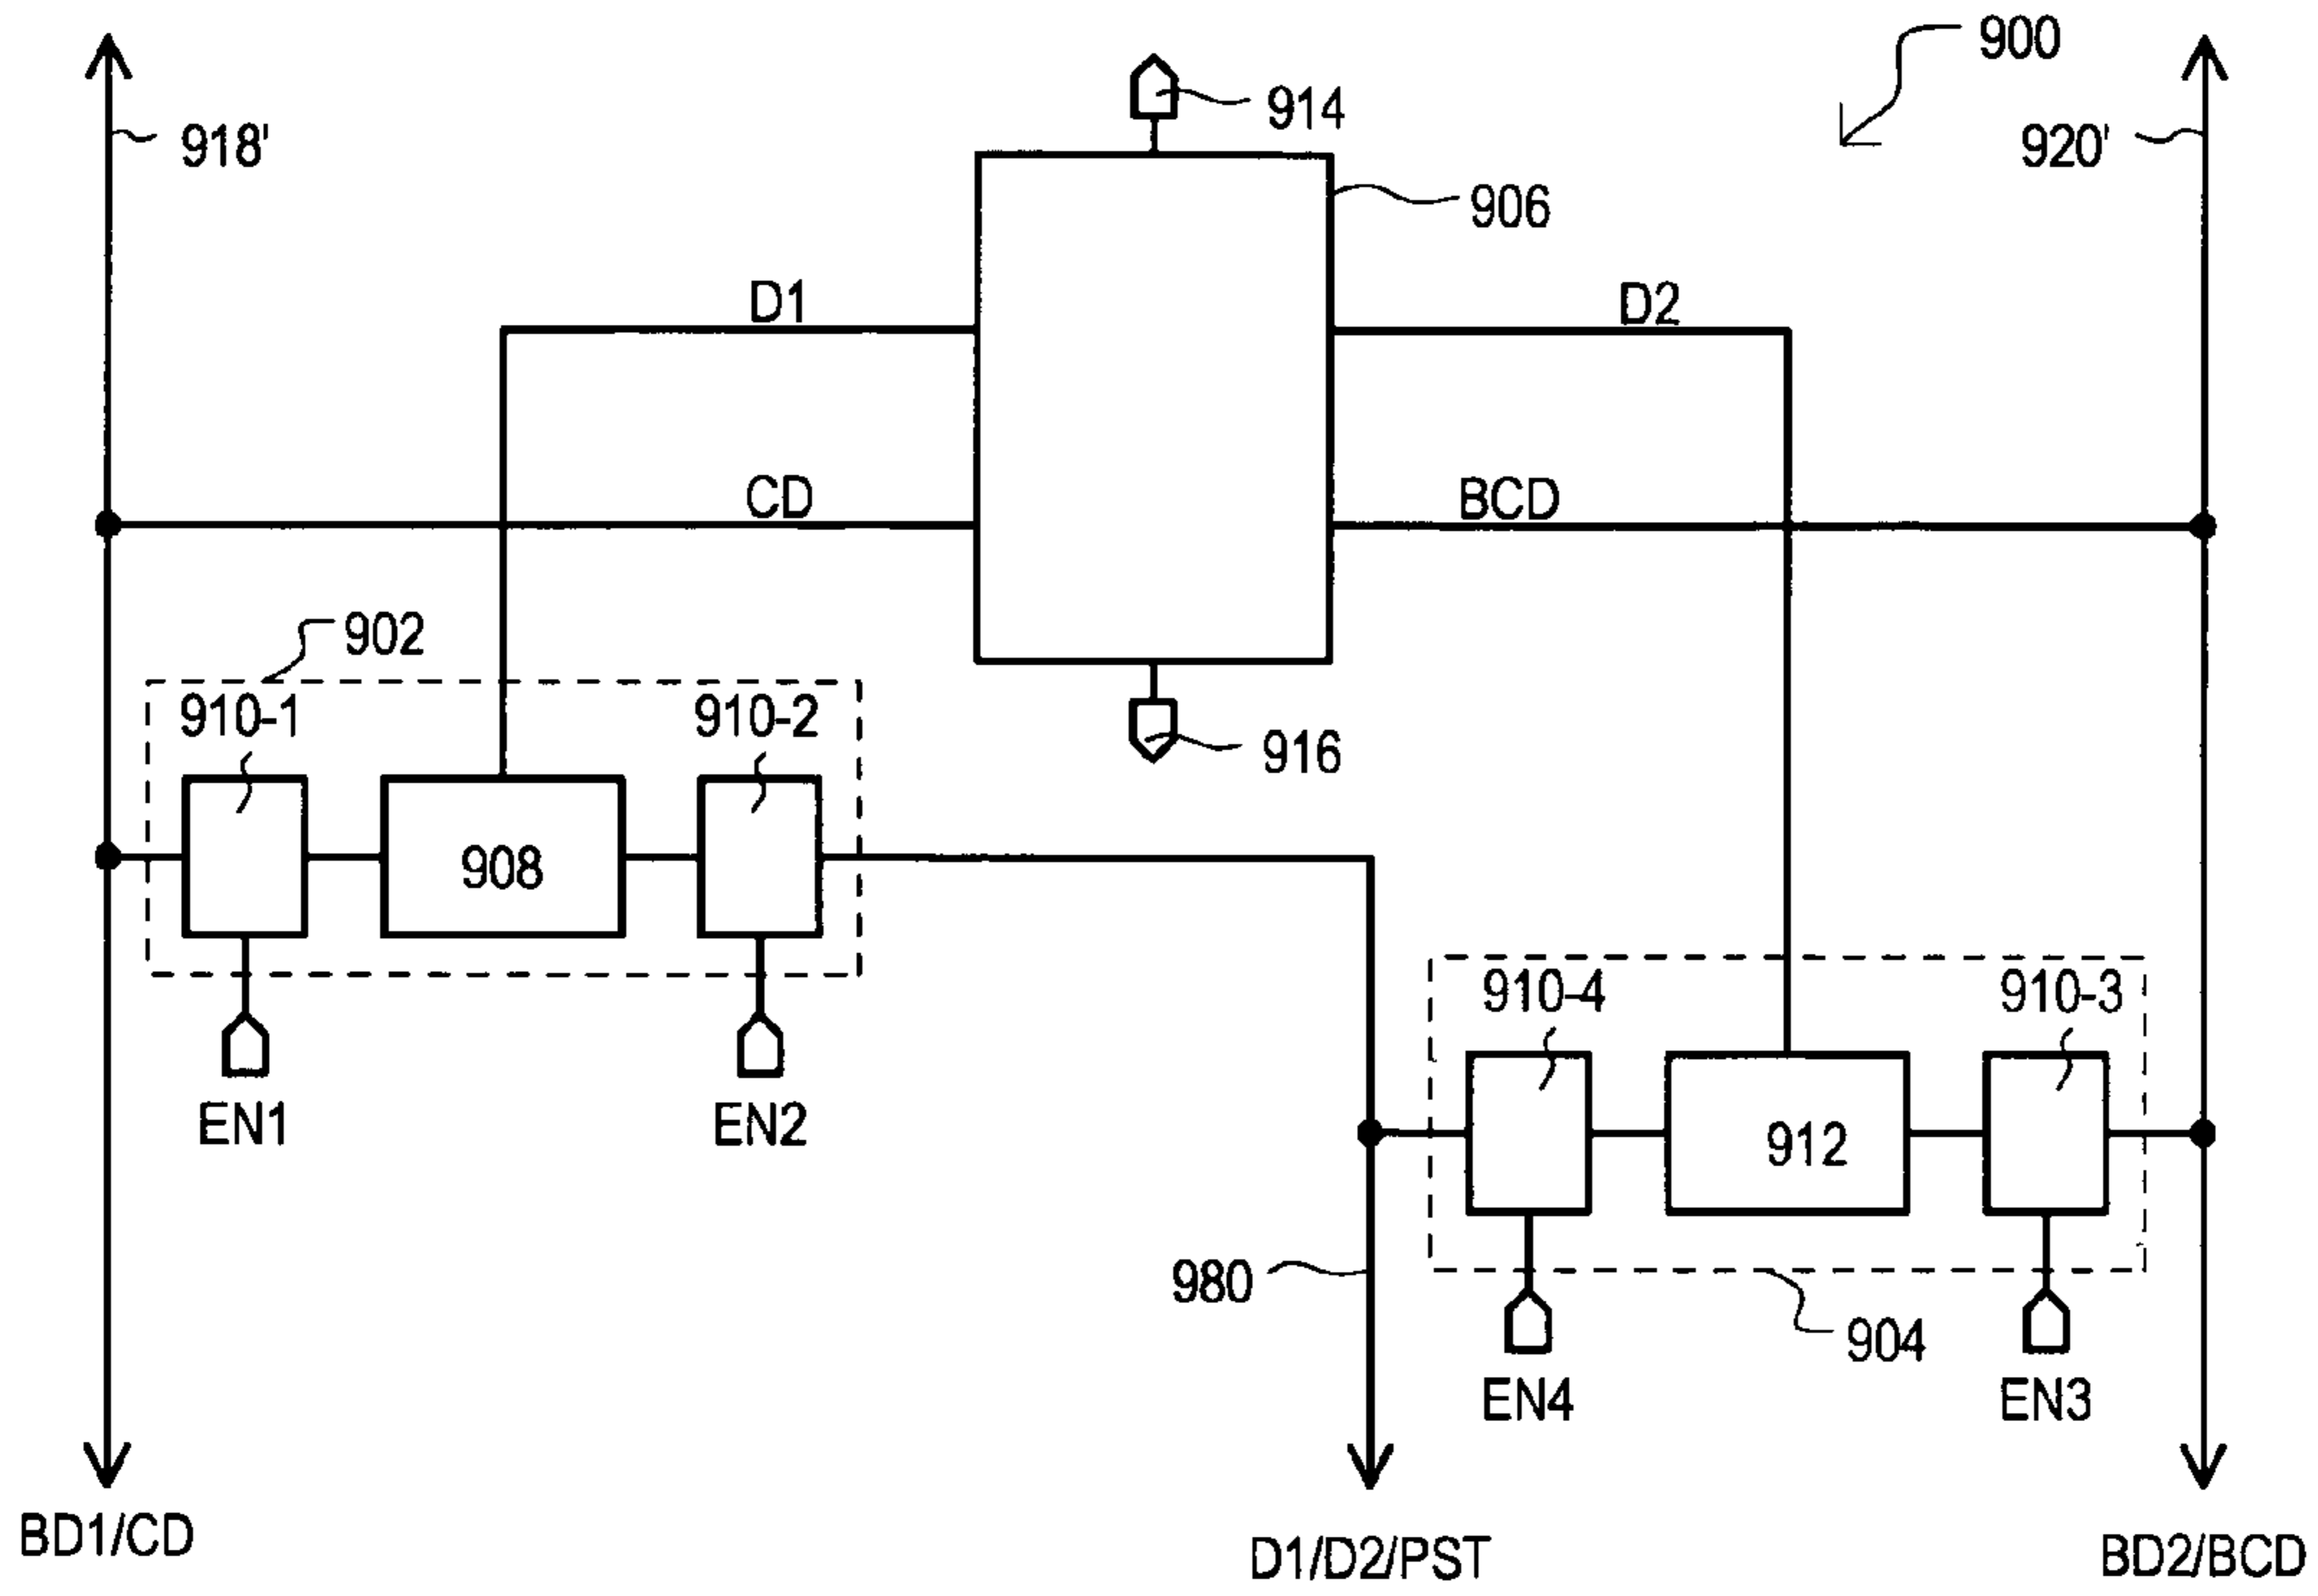 900
914
918'
920'
906
D1
D2
CD
BCD
902
910-1
910-2
916
908
910-4
910-3
EN1
EN2
912
980
904
EN4
EN3
BD1/CD
D1/D2/PST
BD2/BCD